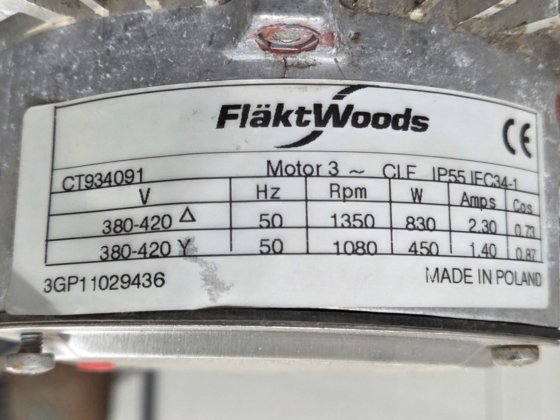 FläktWoods
CE
CT934091 Motor 3 ~ CI F IP55 IEC34-1
V Hz Rpm W Amps Cos
380-420 Δ 50 1350 830 2.30 0.73
380-420 Y 50 1080 450 1.40 0.87
3GP11029436 MADE IN POLAND